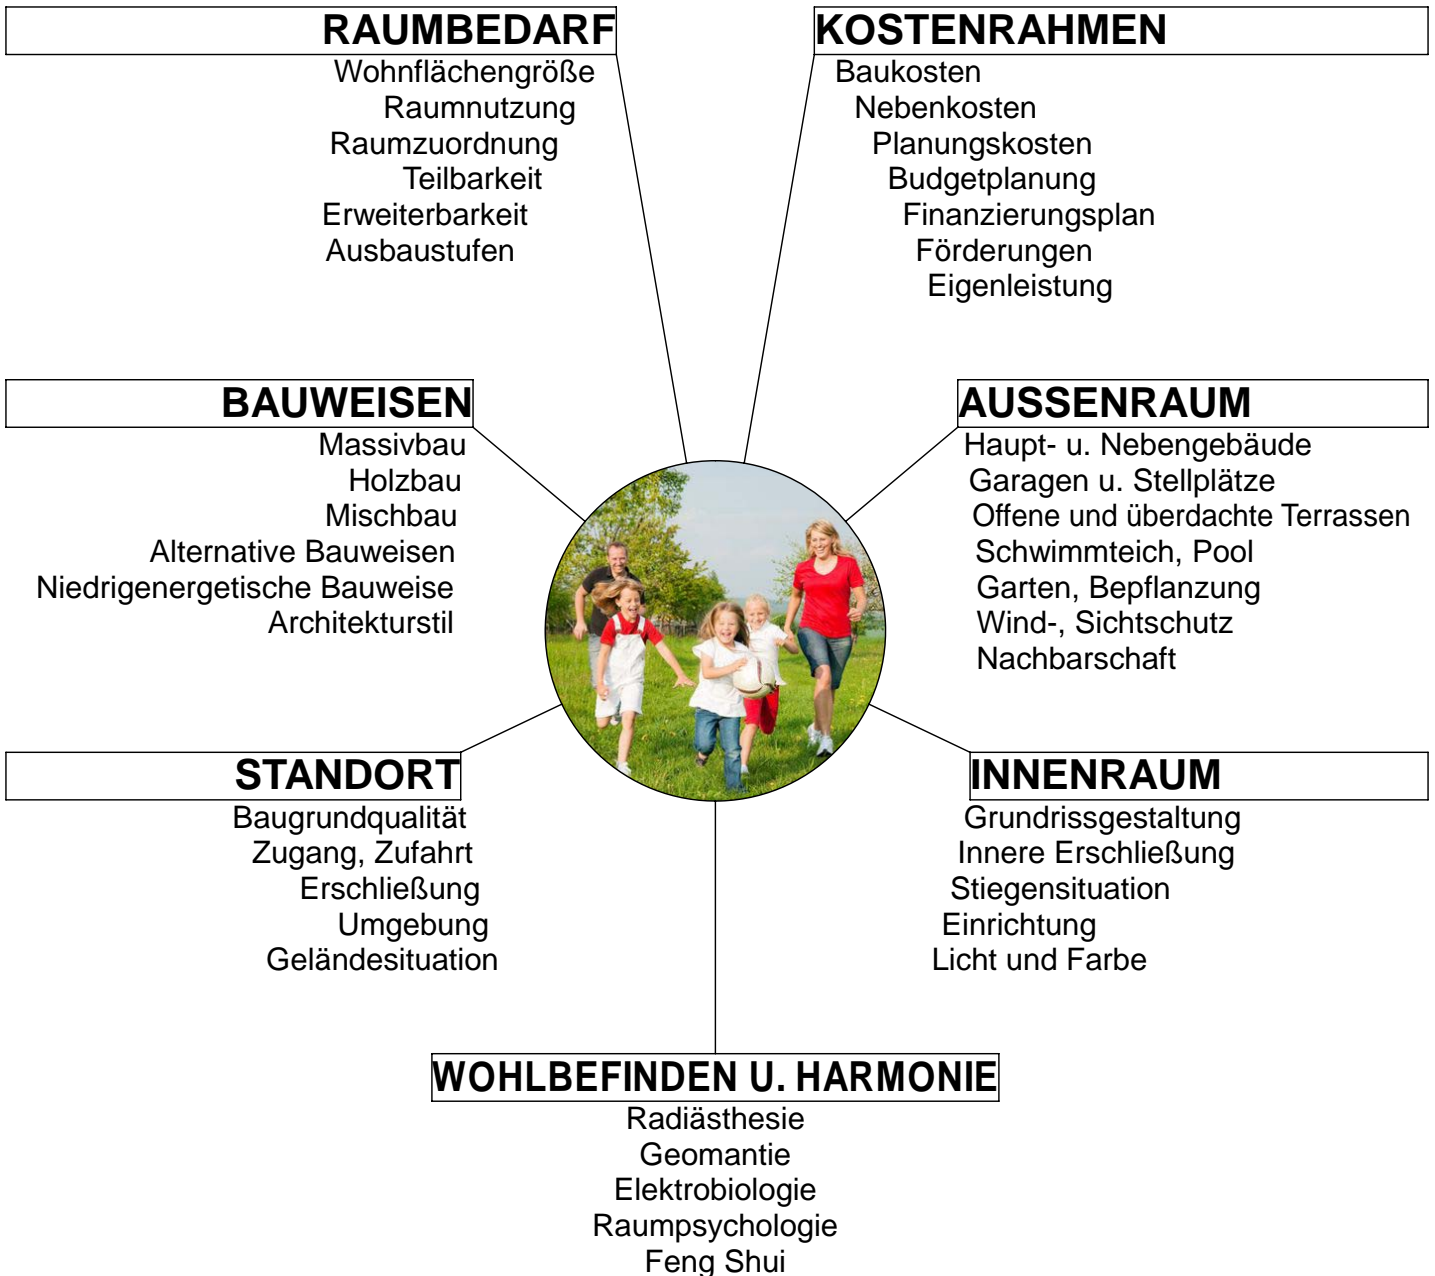 RAUMBEDARF
Wohnflächengröße
Raumnutzung
Raumzuordnung
Teilbarkeit
Erweiterbarkeit
Ausbaustufen
KOSTENRAHMEN
Baukosten
Nebenkosten
Planungskosten
Budgetplanung
Finanzierungsplan
Förderungen
Eigenleistung
BAUWEISEN
Massivbau
Holzbau
Mischbau
Alternative Bauweisen
Niedrigenergetische Bauweise
Architekturstil
AUSSENRAUM
Haupt- u. Nebengebäude
Garagen u. Stellplätze
Offene und überdachte Terrassen
Schwimmteich, Pool
Garten, Bepflanzung
Wind-, Sichtschutz
Nachbarschaft
STANDORT
Baugrundqualität
Zugang, Zufahrt
Erschließung
Umgebung
Geländesituation
INNENRAUM
Grundrissgestaltung
Innere Erschließung
Stiegensituation
Einrichtung
Licht und Farbe
WOHLBEFINDEN U. HARMONIE
Radiästhesie
Geomantie
Elektrobiologie
Raumpsychologie
Feng Shui